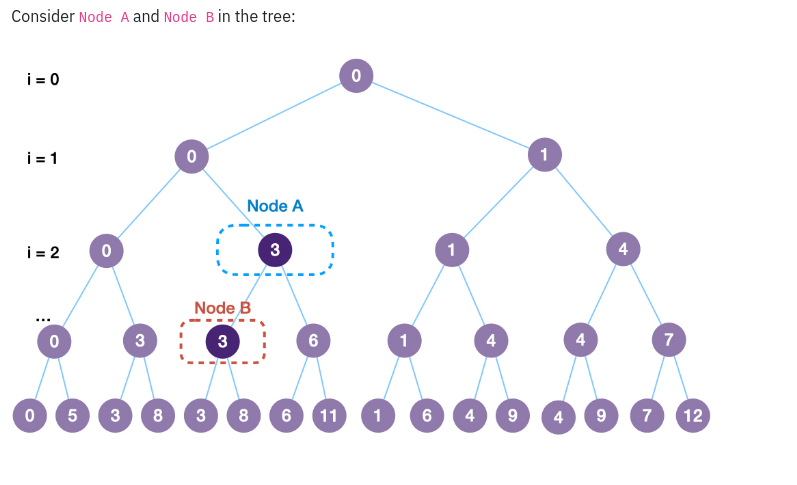 Consider Node A and Node B in the tree:
i = 0
0
i = 1
0 1
Node A
i = 2
0 3 1 4
...
Node B
0 3 3 6 1 4 4 7
0 5 3 8 3 8 6 11 1 6 4 9 4 9 7 12